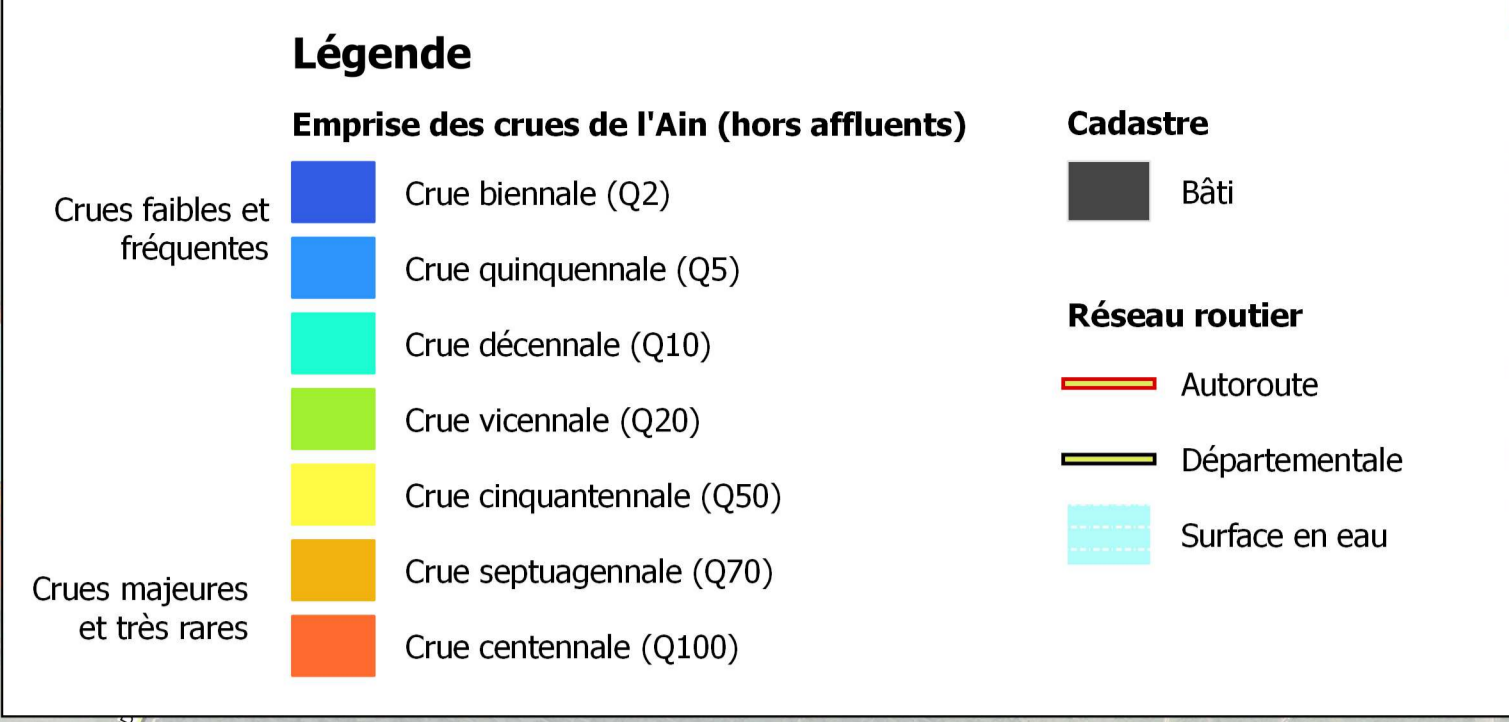 Légende
Emprise des crues de l'Ain (hors affluents)
Crues faibles et
fréquentes
Crue biennale (Q2)
Crue quinquennale (Q5)
Crue décennale (Q10)
Crue vicennale (Q20)
Crue cinquantennale (Q50)
Crues majeures
et très rares
Crue septuagennale (Q70)
Crue centennale (Q100)
Cadastre
Bâti
Réseau routier
Autoroute
Départementale
Surface en eau